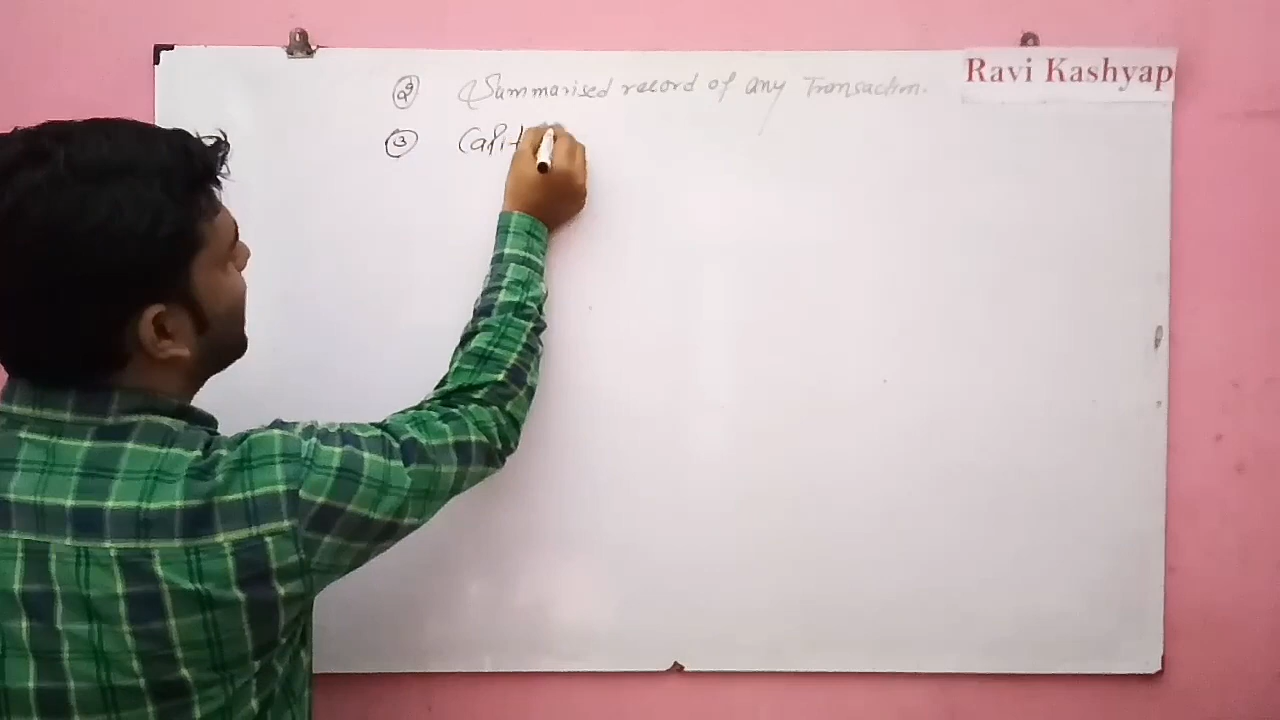 Ravi Kashyap
② Summarised record of any Transaction.
③ Capit